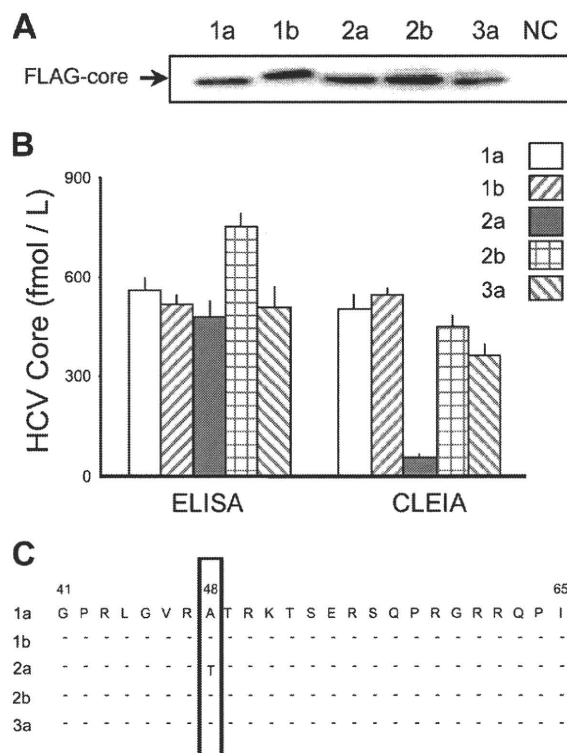 A
1a 1b 2a 2b 3a NC
FLAG-core
B
HCV Core (fmol / L)
900
600
300
0
ELISA CLEIA
1a
1b
2a
2b
3a
C
41 48 65
1a G P R L G V R A T R K T S E R S Q P R G R R Q P I
1b - - - - - - - - - - - - - - - - - - - - - - - - -
2a - - - - - - - T - - - - - - - - - - - - - - - - -
2b - - - - - - - - - - - - - - - - - - - - - - - - -
3a - - - - - - - - - - - - - - - - - - - - - - - - -